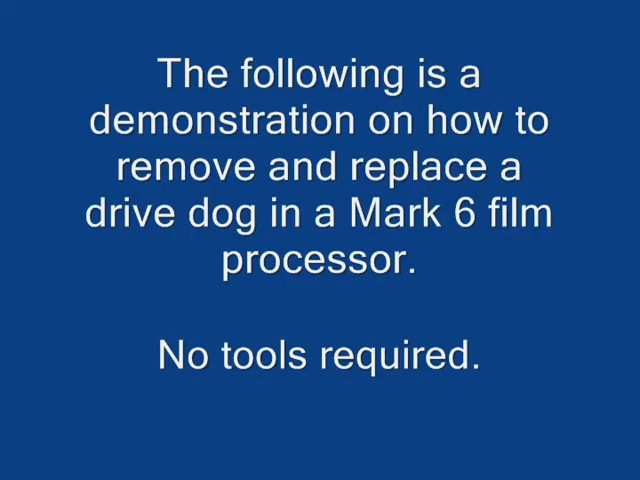 The following is a
demonstration on how to
remove and replace a
drive dog in a Mark 6 film
processor.
No tools required.